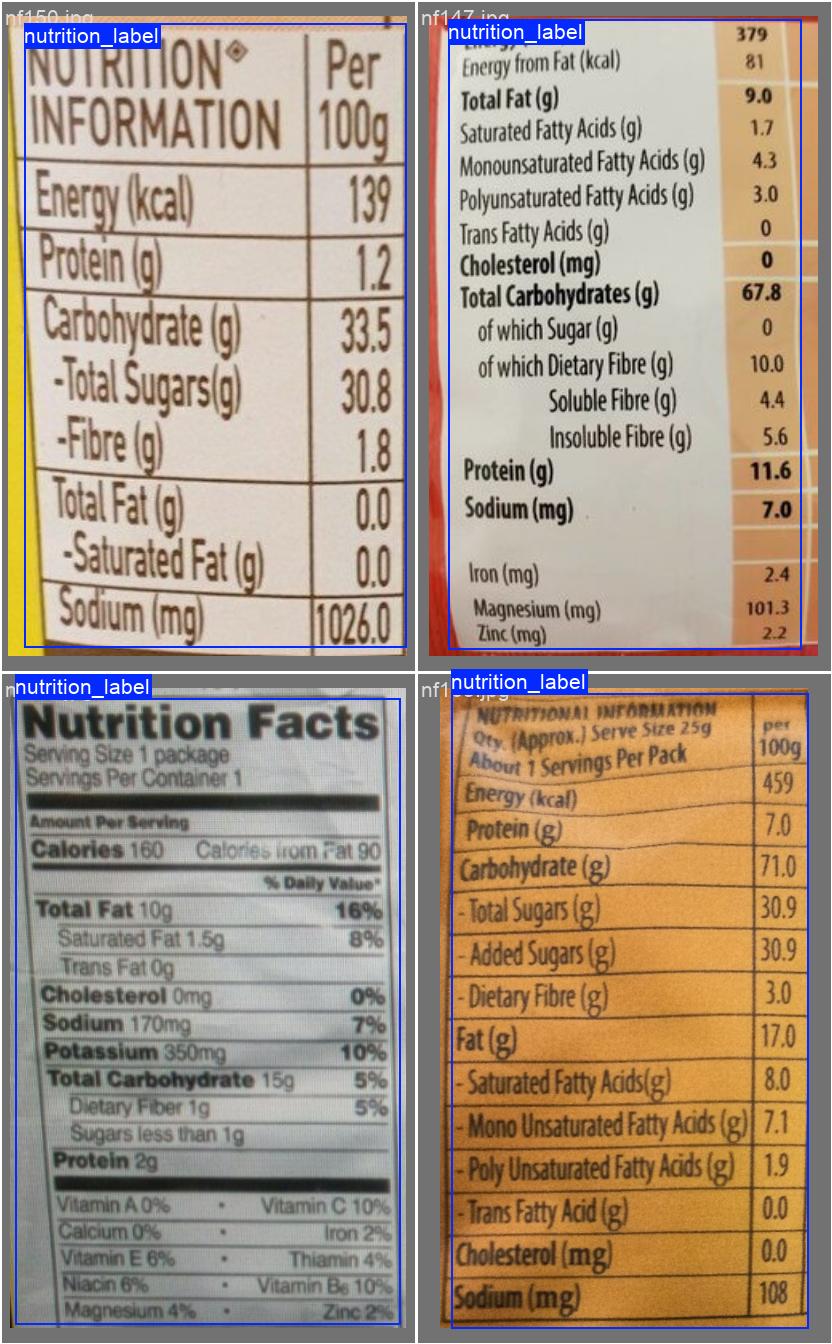 nf150.jpg
nutrition_label
NUTRITION Per
INFORMATION 100g
Energy (kcal) 139
Protein (g) 1.2
Carbohydrate (g) 33.5
-Total Sugars(g) 30.8
-Fibre (g) 1.8
Total Fat (g) 0.0
-Saturated Fat (g) 0.0
Sodium (mg) 1026.0
nf147.jpg
nutrition_label
379
Energy from Fat (kcal) 81
Total Fat (g) 9.0
Saturated Fatty Acids (g) 1.7
Monounsaturated Fatty Acids (g) 4.3
Polyunsaturated Fatty Acids (g) 3.0
Trans Fatty Acids (g) 0
Cholesterol (mg) 0
Total Carbohydrates (g) 67.8
of which Sugar (g) 0
of which Dietary Fibre (g) 10.0
Soluble Fibre (g) 4.4
Insoluble Fibre (g) 5.6
Protein (g) 11.6
Sodium (mg) 7.0
Iron (mg) 2.4
Magnesium (mg) 101.3
Zinc (mg) 2.2
nutrition_label
Nutrition Facts
Serving Size 1 package
Servings Per Container 1
Amount Per Serving
Calories 160 Calories from Fat 90
% Daily Value*
Total Fat 10g 16%
Saturated Fat 1.5g 8%
Trans Fat 0g
Cholesterol 0mg 0%
Sodium 170mg 7%
Potassium 350mg 10%
Total Carbohydrate 15g 5%
Dietary Fiber 1g 5%
Sugars less than 1g
Protein 2g
Vitamin A 0% • Vitamin C 10%
Calcium 0% • Iron 2%
Vitamin E 6% • Thiamin 4%
Niacin 6% • Vitamin B6 10%
Magnesium 4% • Zinc 2%
nutrition_label
NUTRITIONAL INFORMATION
Qty. (Approx.) Serve Size 25g per
About 1 Servings Per Pack 100g
Energy (kcal) 459
Protein (g) 7.0
Carbohydrate (g) 71.0
- Total Sugars (g) 30.9
- Added Sugars (g) 30.9
- Dietary Fibre (g) 3.0
Fat (g) 17.0
- Saturated Fatty Acids(g) 8.0
- Mono Unsaturated Fatty Acids (g) 7.1
- Poly Unsaturated Fatty Acids (g) 1.9
- Trans Fatty Acid (g) 0.0
Cholesterol (mg) 0.0
Sodium (mg) 108